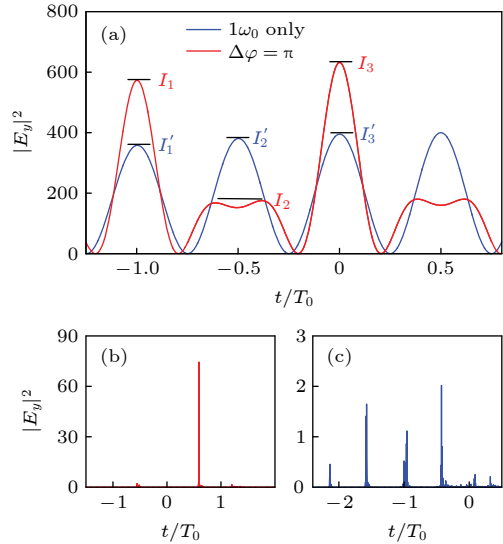 (a)
1ω₀ only
Δφ = π
I₁
I₁′
I₂′
I₂
I₃
I₃′
800
600
400
200
0
|E_y|²
−1.0
−0.5
0
0.5
t/T₀
(b)
90
60
30
0
|E_y|²
−1
0
1
t/T₀
(c)
3
2
1
0
−2
−1
0
t/T₀